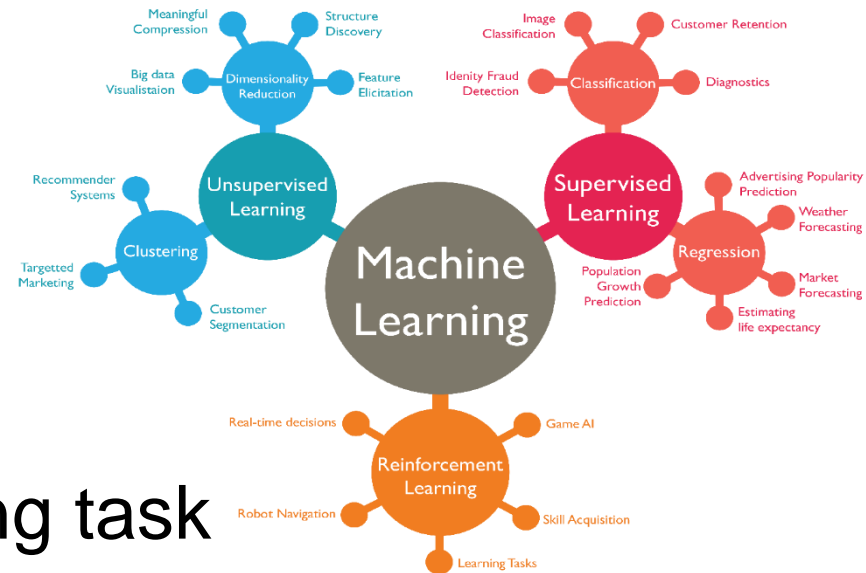 Meaningful
Compression
Structure
Discovery
Big data
Visualistaion
Dimensionality
Reduction
Feature
Elicitation
Image
Classification
Customer Retention
Idenity Fraud
Detection
Classification
Diagnostics
Recommender
Systems
Unsupervised
Learning
Clustering
Targetted
Marketing
Customer
Segmentation
Supervised
Learning
Advertising Popularity
Prediction
Weather
Forecasting
Regression
Population
Growth
Prediction
Market
Forecasting
Estimating
life expectancy
Machine
Learning
Real-time decisions
Game AI
Reinforcement
Learning
Robot Navigation
Skill Acquisition
Learning Tasks
task